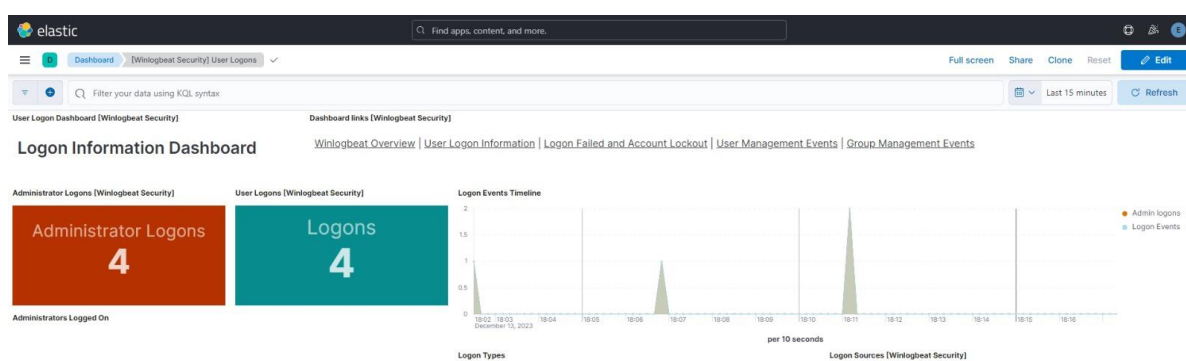 elastic
Find apps, content, and more.
E
D
Dashboard
[Winlogbeat Security] User Logons
Full screen
Share
Clone
Reset
Edit
Filter your data using KQL syntax
Last 15 minutes
Refresh
User Logon Dashboard [Winlogbeat Security]
Dashboard links [Winlogbeat Security]
Logon Information Dashboard
Winlogbeat Overview | User Logon Information | Logon Failed and Account Lockout | User Management Events | Group Management Events
Administrator Logons [Winlogbeat Security]
User Logons [Winlogbeat Security]
Logon Events Timeline
Administrator Logons
4
Logons
4
2
1.5
1
0.5
0
Admin logons
Logon Events
18:02 18:03 18:04 18:05 18:06 18:07 18:08 18:09 18:10 18:11 18:12 18:13 18:14 18:15 18:16
December 13, 2023
per 10 seconds
Administrators Logged On
Logon Types
Logon Sources [Winlogbeat Security]